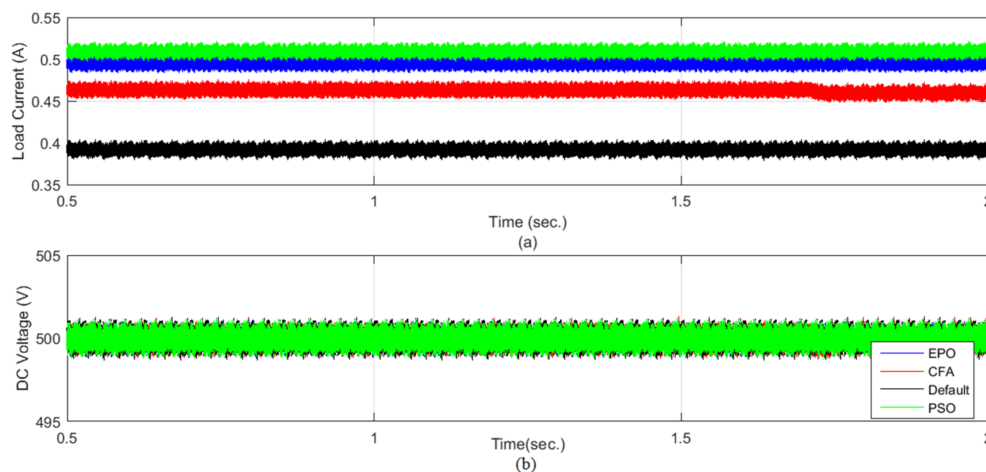 0.55
0.5
0.45
0.4
0.35
Load Current (A)
0.5
1
1.5
2
Time (sec.)
(a)
505
500
495
DC Voltage (V)
EPO
CFA
Default
PSO
0.5
1
1.5
2
Time(sec.)
(b)